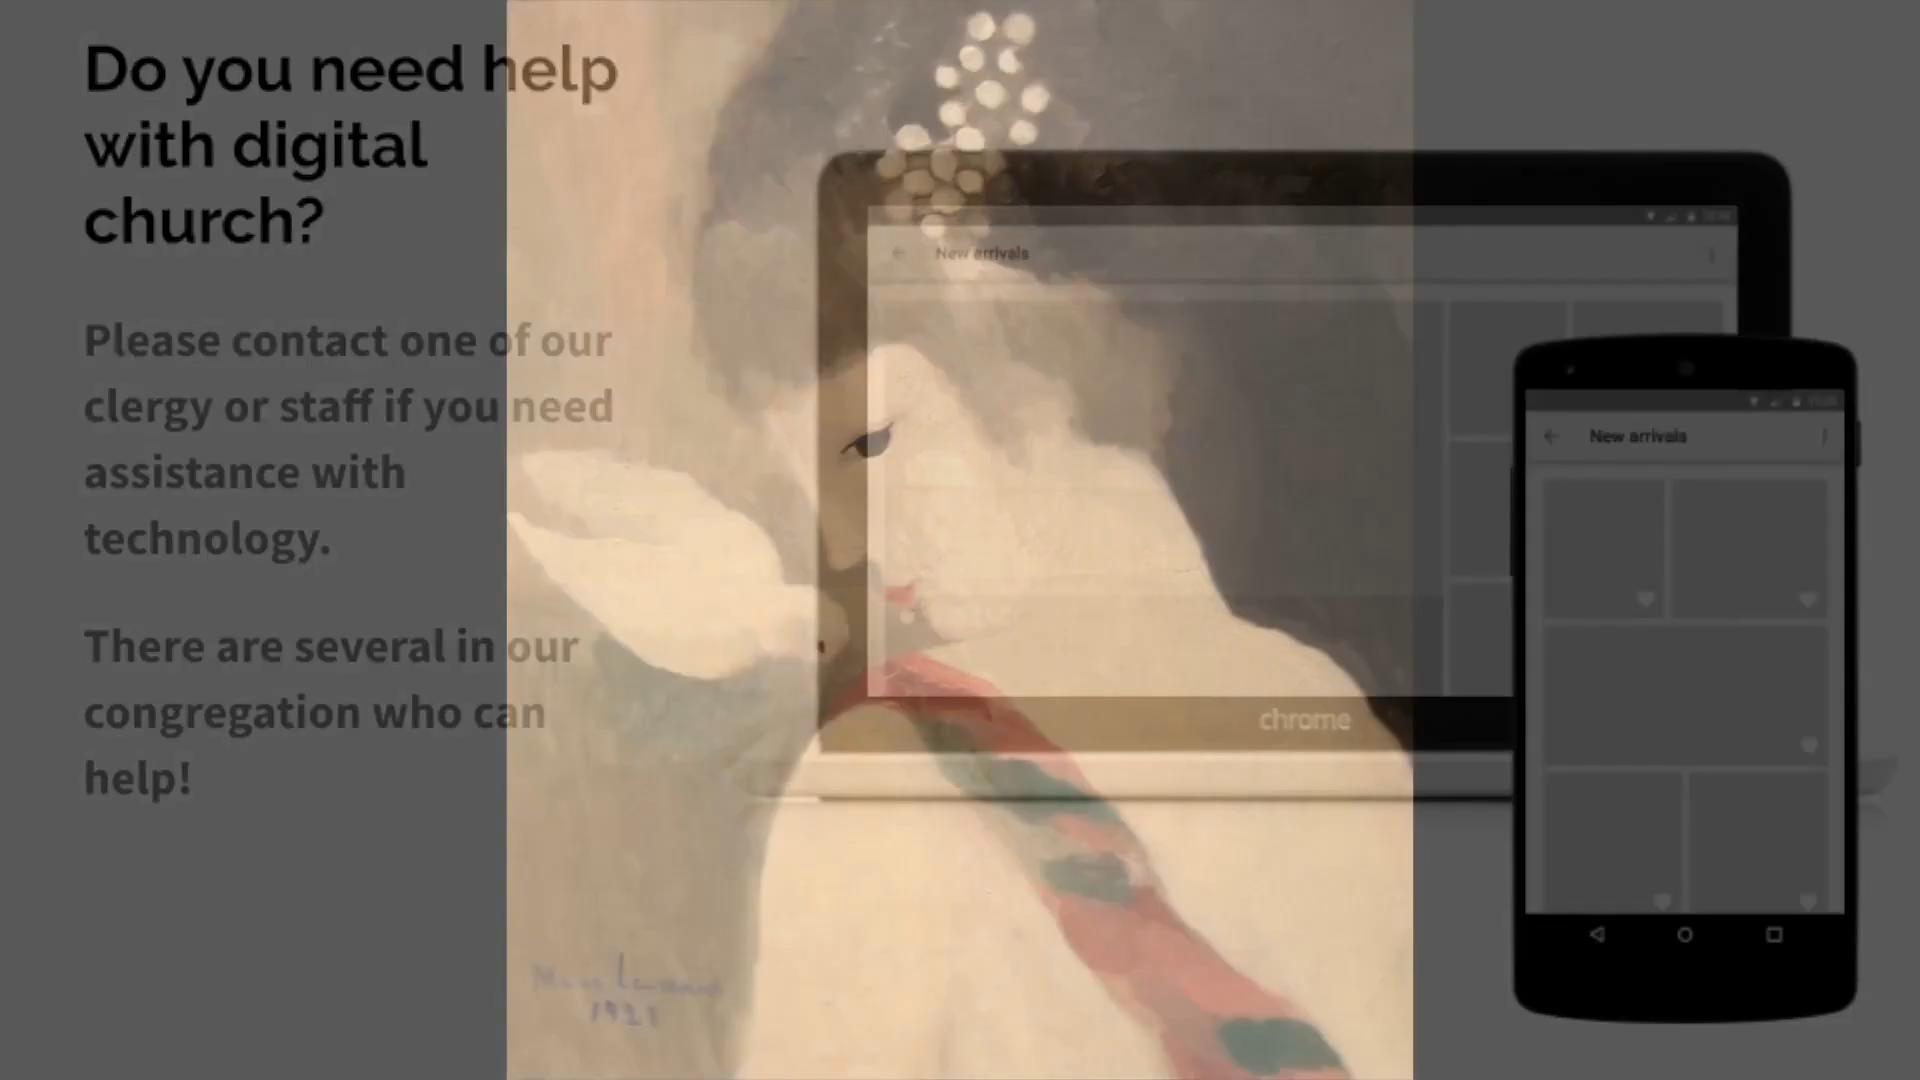 Do you need help
with digital
church?
Please contact one of our
clergy or staff if you need
assistance with
technology.
There are several in our
congregation who can
help!
New arrivals
chrome
New arrivals
1921